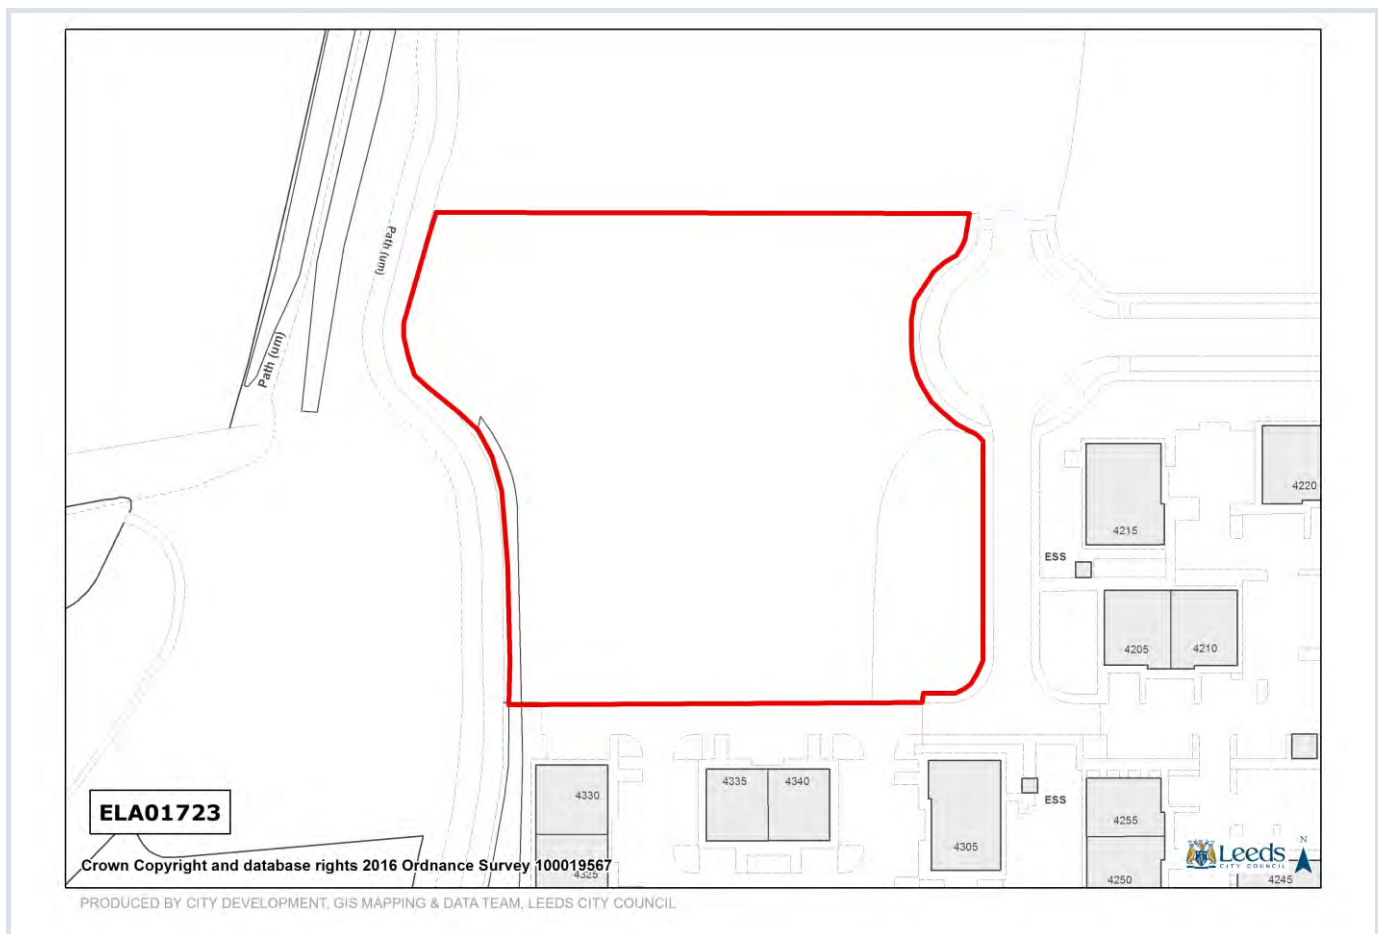 Path (um)
Path (um)
4220
4215
ESS
4205
4210
4335
4340
4330
ESS
4255
4305
ELA01723
Leeds
CITY COUNCIL
N
Crown Copyright and database rights 2016 Ordnance Survey 100019567
4325
4250
4245
PRODUCED BY CITY DEVELOPMENT, GIS MAPPING & DATA TEAM, LEEDS CITY COUNCIL